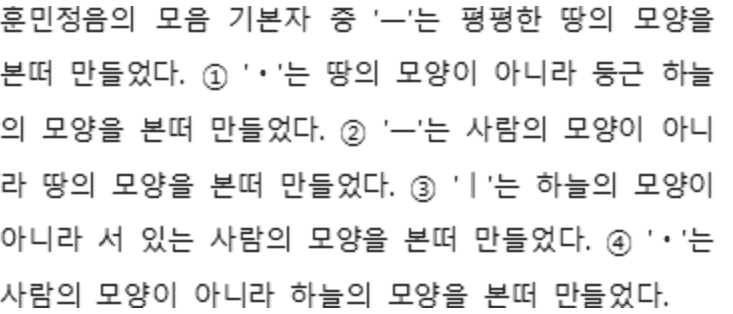 훈민정음의 모음 기본자 중 'ㅡ'는 평평한 땅의 모양을
본떠 만들었다. ① 'ㆍ'는 땅의 모양이 아니라 둥근 하늘
의 모양을 본떠 만들었다. ② 'ㅡ'는 사람의 모양이 아니
라 땅의 모양을 본떠 만들었다. ③ 'ㅣ'는 하늘의 모양이
아니라 서 있는 사람의 모양을 본떠 만들었다. ④ 'ㆍ'는
사람의 모양이 아니라 하늘의 모양을 본떠 만들었다.